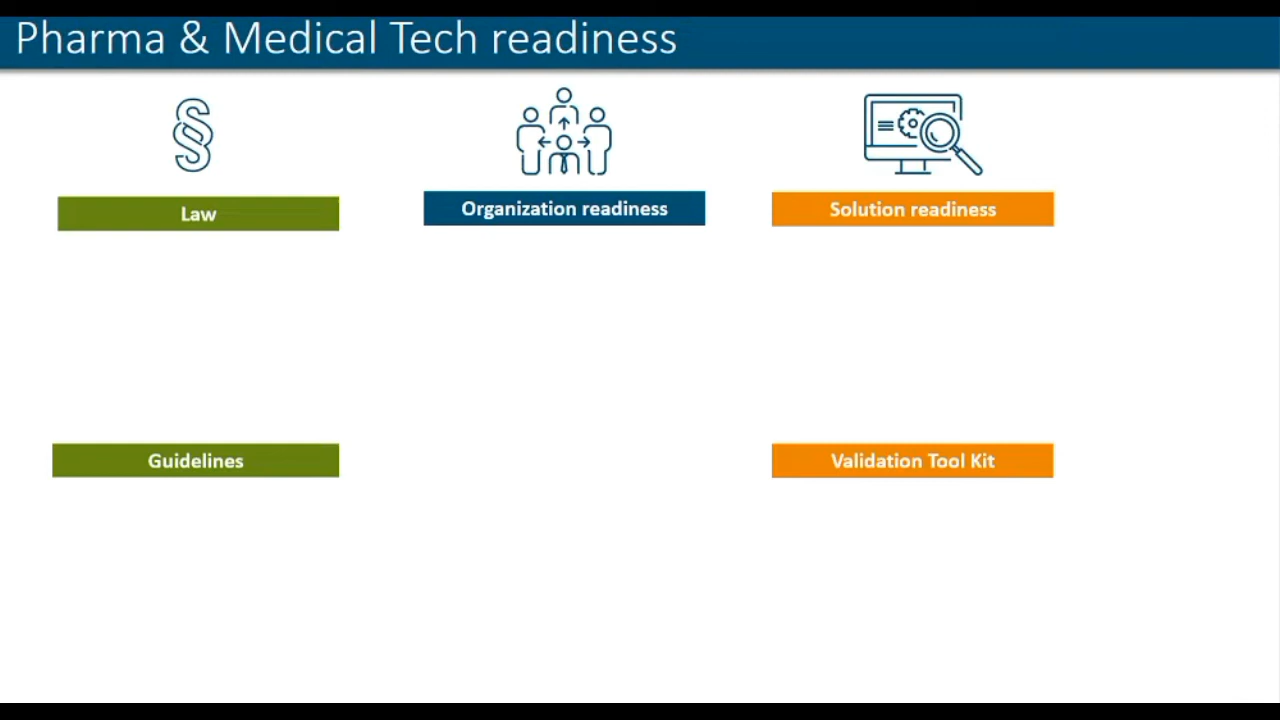 Pharma & Medical Tech readiness
Law
Organization readiness
Solution readiness
Guidelines
Validation Tool Kit